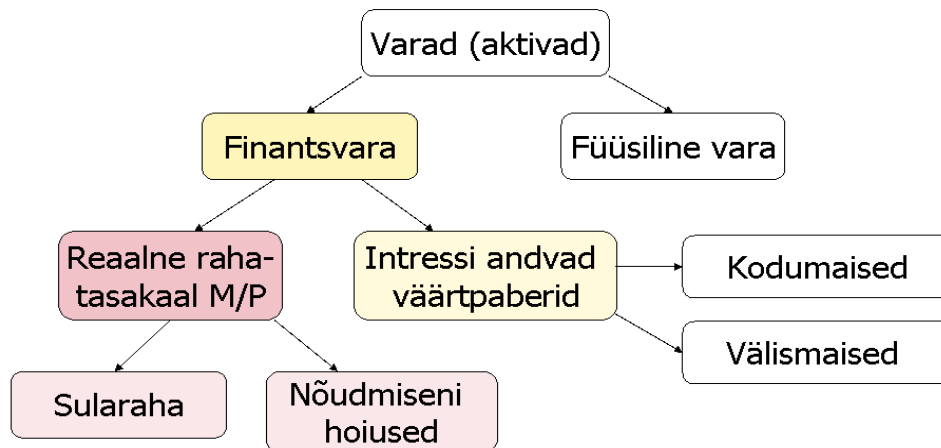 Varad (aktivad)
Finantsvara
Füüsiline vara
Reaalne raha-
tasakaal M/P
Intressi andvad
väärtpaberid
Kodumaised
Välismaised
Sularaha
Nõudmiseni
hoiused